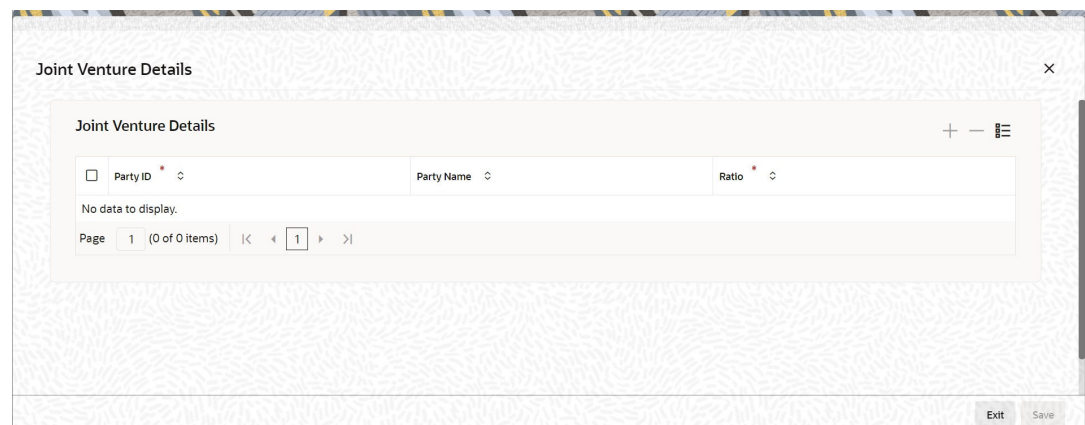 Joint Venture Details
Joint Venture Details
Party ID * Party Name Ratio *
No data to display.
Page 1 (0 of 0 items) 1
Exit Save